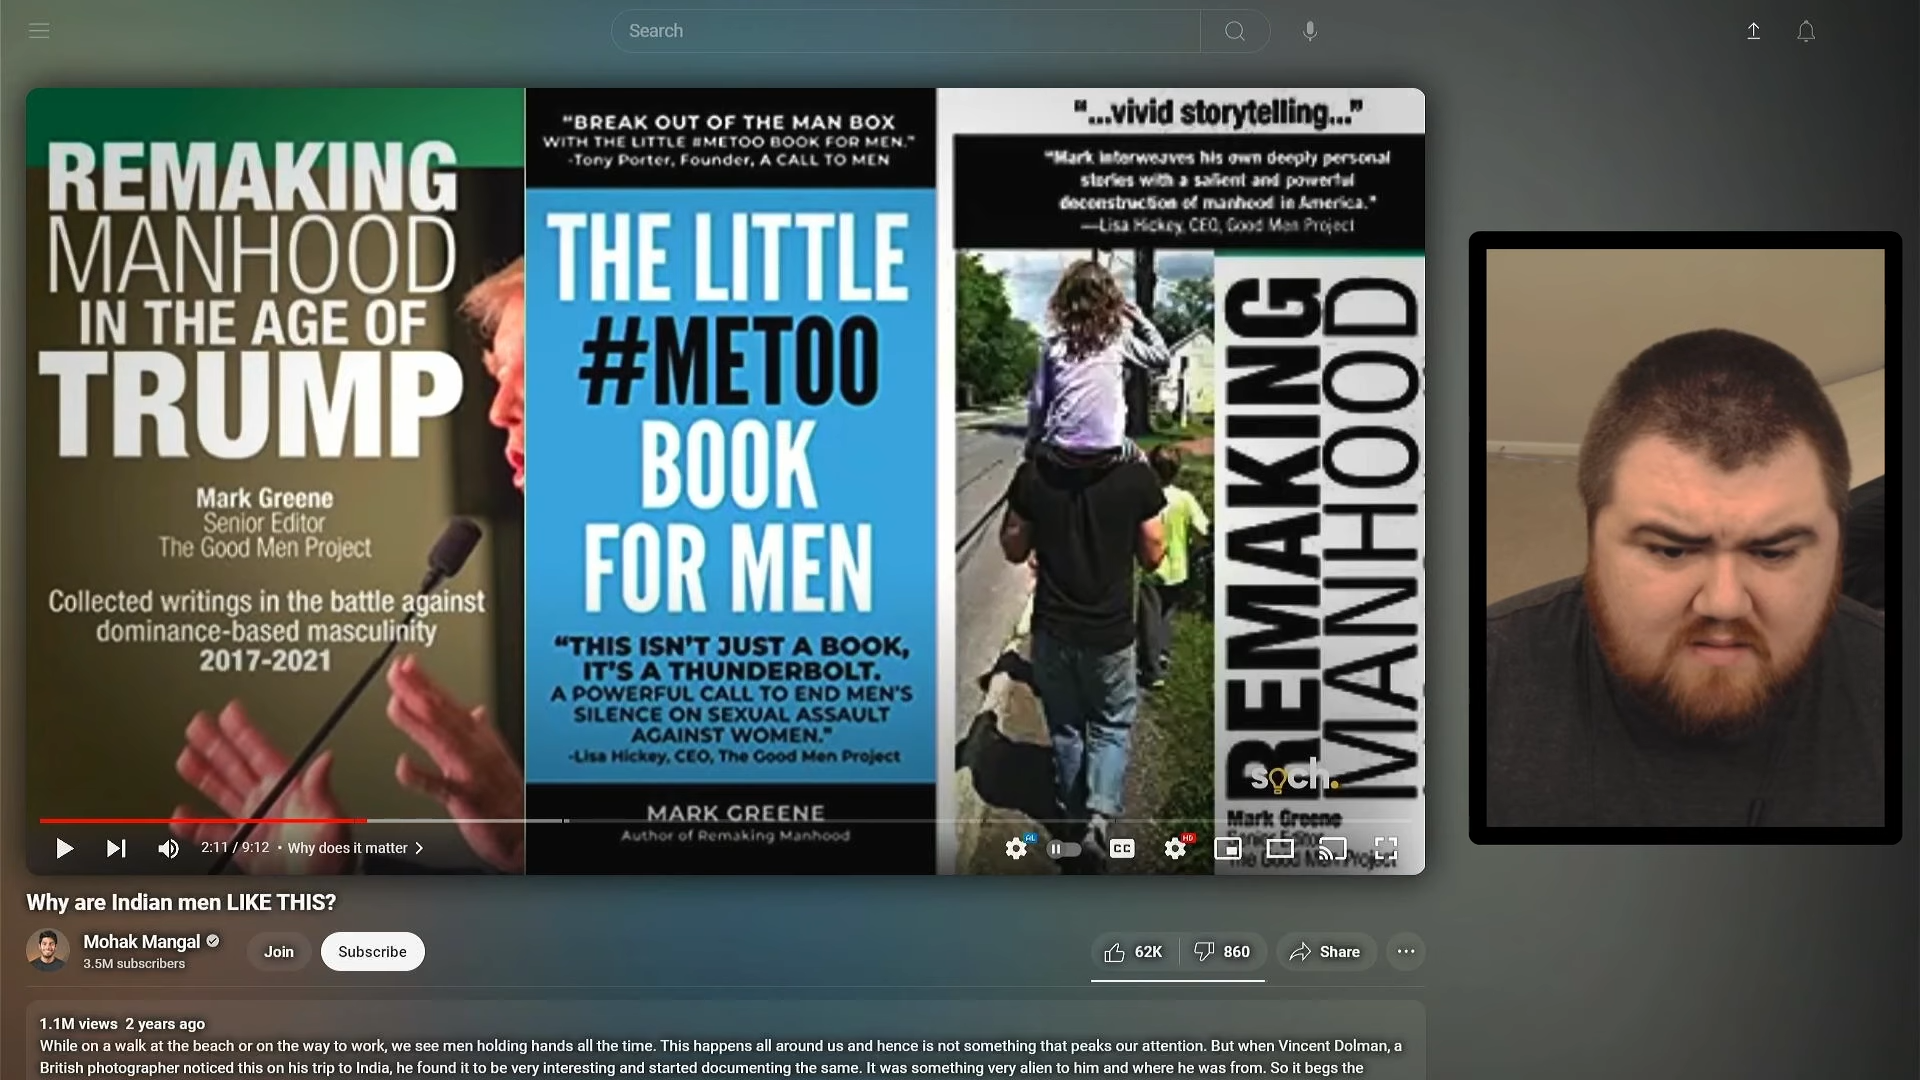 Search
REMAKING
MANHOOD
IN THE AGE OF
TRUMP
Mark Greene
Senior Editor
The Good Men Project
Collected writings in the battle against
dominance-based masculinity
2017-2021
"BREAK OUT OF THE MAN BOX
WITH THE LITTLE #METOO BOOK FOR MEN."
-Tony Porter, Founder, A CALL TO MEN
THE LITTLE
#METOO
BOOK
FOR MEN
"THIS ISN'T JUST A BOOK,
IT'S A THUNDERBOLT.
A POWERFUL CALL TO END MEN'S
SILENCE ON SEXUAL ASSAULT
AGAINST WOMEN."
-Lisa Hickey, CEO, The Good Men Project
MARK GREENE
Author of Remaking Manhood
"...vivid storytelling..."
"Mark interweaves his own deeply personal
stories with a salient and powerful
deconstruction of manhood in America."
—Lisa Hickey, CEO, Good Men Project
REMAKING
MANHOOD
soch.
Mark Greene
Senior Editor
The Good Men Project
2:11 / 9:12 • Why does it matter
AL
CC
HD
Why are Indian men LIKE THIS?
Mohak Mangal
3.5M subscribers
Join
Subscribe
62K
860
Share
1.1M views 2 years ago
While on a walk at the beach or on the way to work, we see men holding hands all the time. This happens all around us and hence is not something that peaks our attention. But when Vincent Dolman, a
British photographer noticed this on his trip to India, he found it to be very interesting and started documenting the same. It was something very alien to him and where he was from. So it begs the